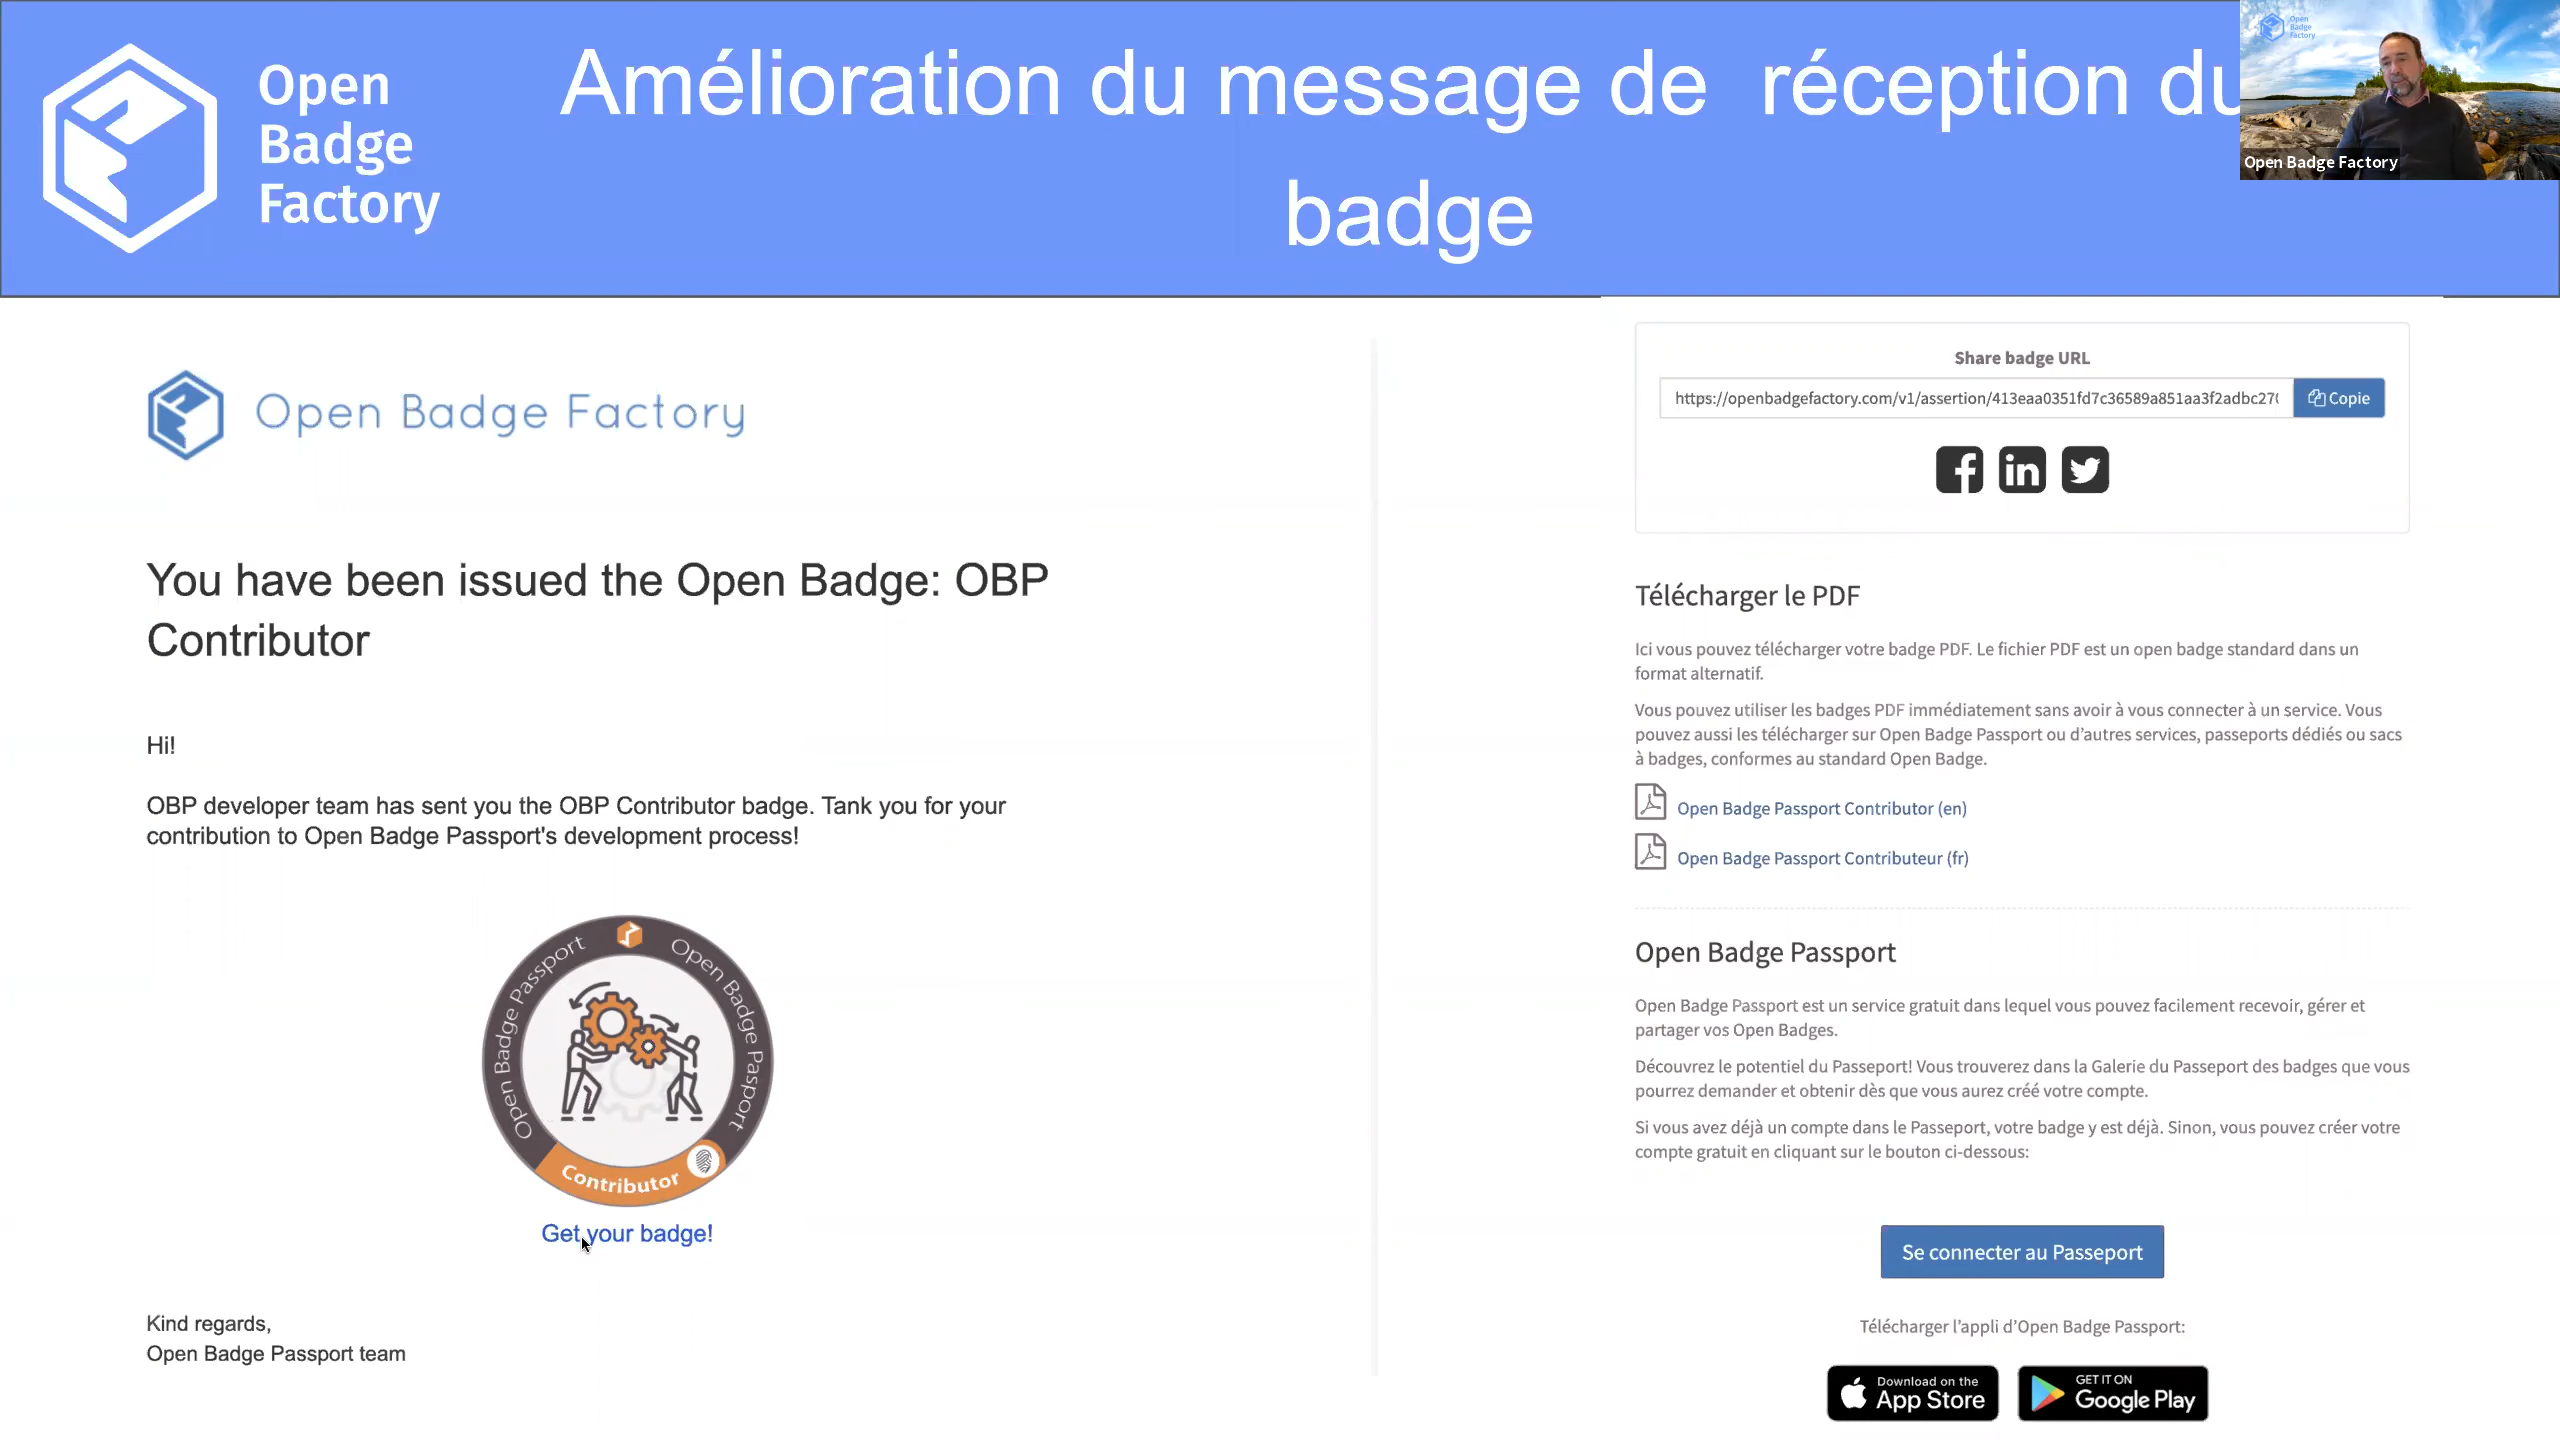 Open
Badge
Factory
Amélioration du message de réception du
badge
Open
Badge
Factory
Open Badge Factory
Open Badge Factory
You have been issued the Open Badge: OBP
Contributor
Hi!
OBP developer team has sent you the OBP Contributor badge. Tank you for your
contribution to Open Badge Passport's development process!
Open Badge Passport
Open Badge Passport
Contributor
Get your badge!
Kind regards,
Open Badge Passport team
Share badge URL
https://openbadgefactory.com/v1/assertion/413eaa0351fd7c36589a851aa3f2adbc27(
Copie
Télécharger le PDF
Ici vous pouvez télécharger votre badge PDF. Le fichier PDF est un open badge standard dans un
format alternatif.
Vous pouvez utiliser les badges PDF immédiatement sans avoir à vous connecter à un service. Vous
pouvez aussi les télécharger sur Open Badge Passport ou d'autres services, passeports dédiés ou sacs
à badges, conformes au standard Open Badge.
Open Badge Passport Contributor (en)
Open Badge Passport Contributeur (fr)
Open Badge Passport
Open Badge Passport est un service gratuit dans lequel vous pouvez facilement recevoir, gérer et
partager vos Open Badges.
Découvrez le potentiel du Passeport! Vous trouverez dans la Galerie du Passeport des badges que vous
pourrez demander et obtenir dès que vous aurez créé votre compte.
Si vous avez déjà un compte dans le Passeport, votre badge y est déjà. Sinon, vous pouvez créer votre
compte gratuit en cliquant sur le bouton ci-dessous:
Se connecter au Passeport
Télécharger l'appli d'Open Badge Passport:
Download on the
App Store
GET IT ON
Google Play